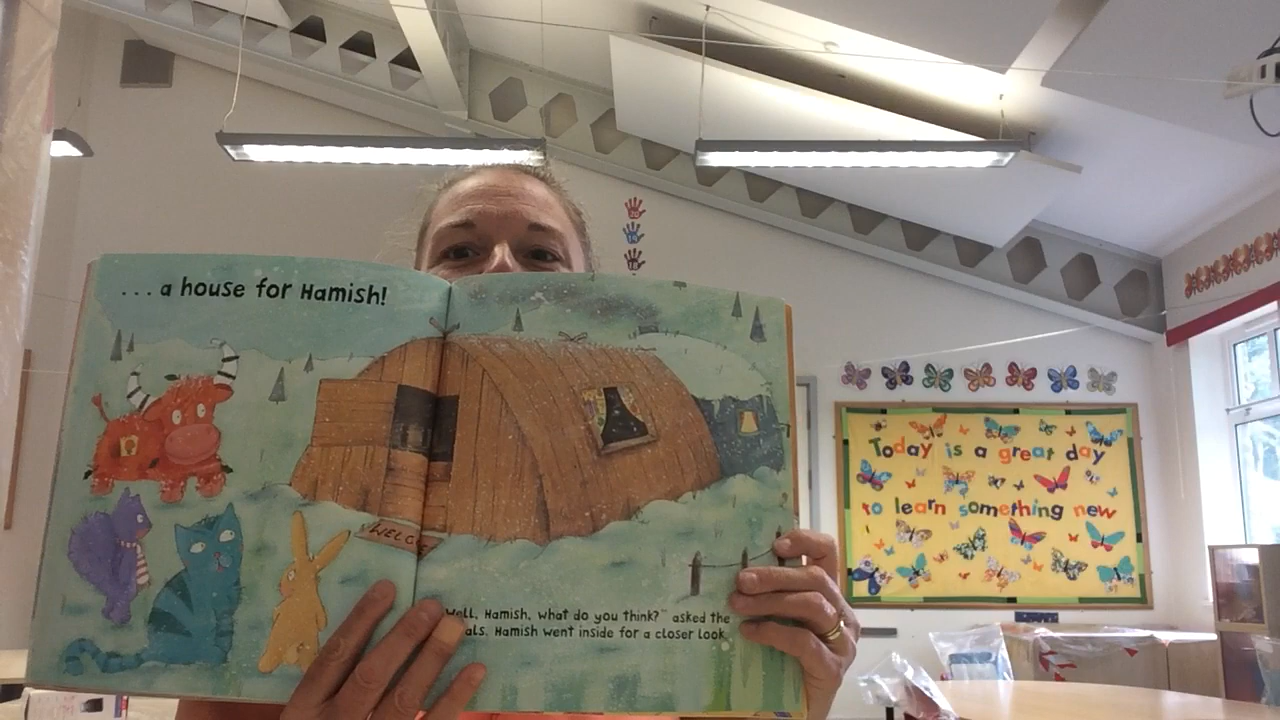 ...a house for Hamish!
WELCO
Well, Hamish, what do you think?" asked the
als. Hamish went inside for a closer look.
Today is a great day
to learn something new